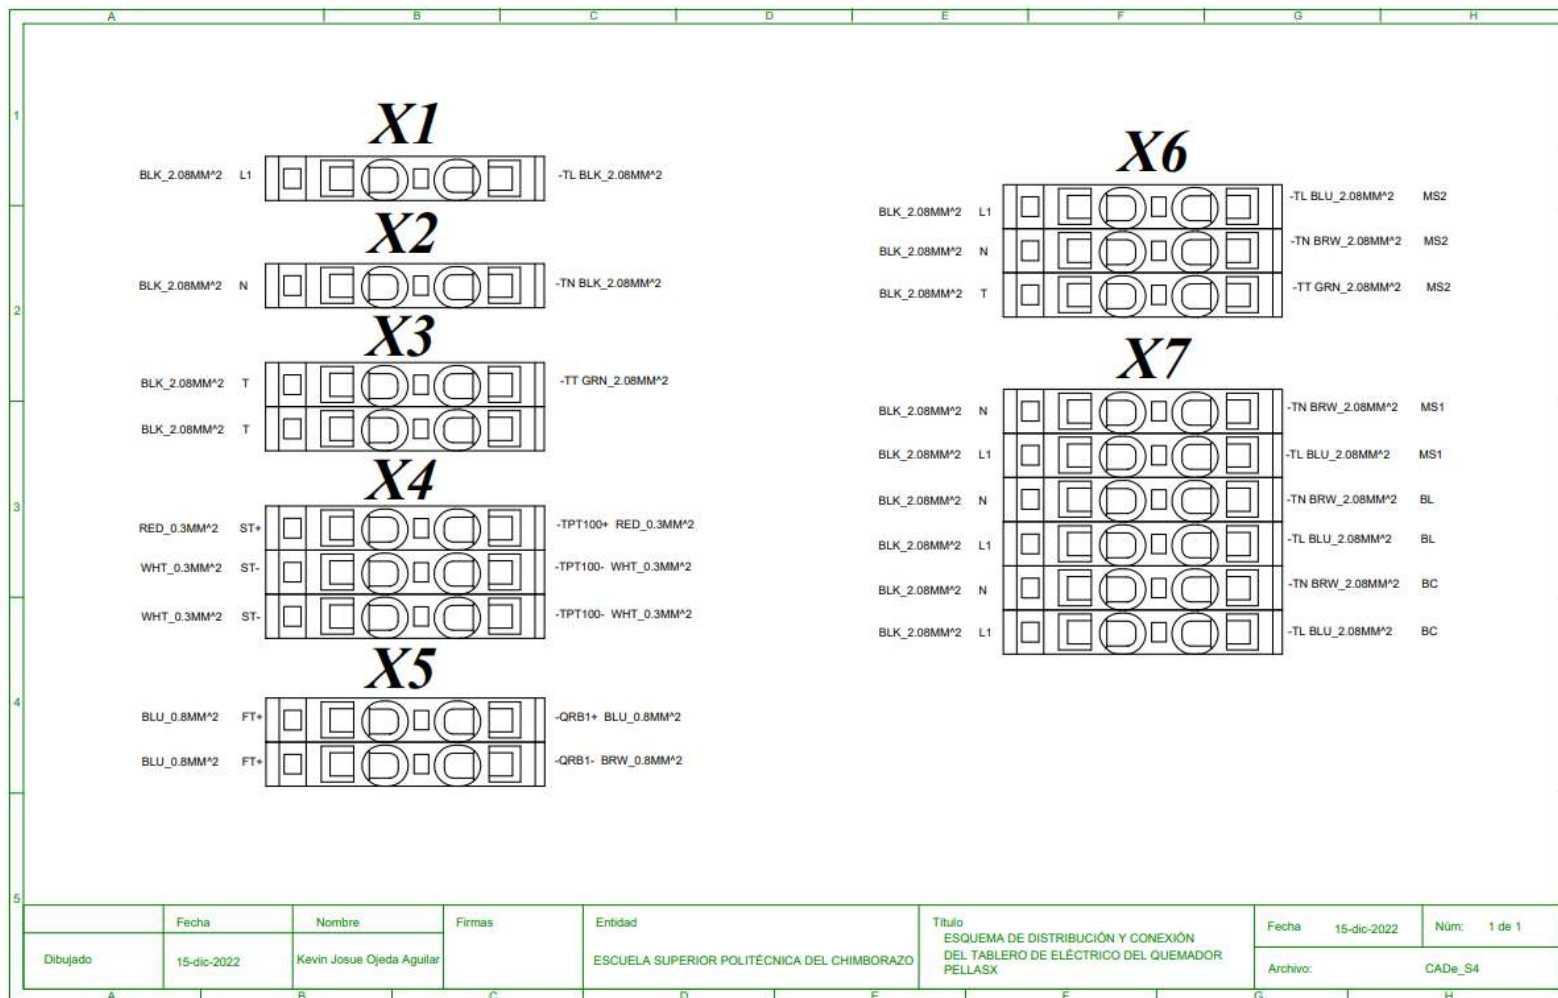 A B C D E F G H
1
2
3
4
5
X1
BLK_2.08MM^2 L1 -TL BLK_2.08MM^2
X2
BLK_2.08MM^2 N -TN BLK_2.08MM^2
X3
BLK_2.08MM^2 T -TT GRN_2.08MM^2
BLK_2.08MM^2 T
X4
RED_0.3MM^2 ST+ -TPT100+ RED_0.3MM^2
WHT_0.3MM^2 ST- -TPT100- WHT_0.3MM^2
WHT_0.3MM^2 ST- -TPT100- WHT_0.3MM^2
X5
BLU_0.8MM^2 FT+ -QRB1+ BLU_0.8MM^2
BLU_0.8MM^2 FT+ -QRB1- BRW_0.8MM^2
X6
BLK_2.08MM^2 L1 -TL BLU_2.08MM^2 MS2
BLK_2.08MM^2 N -TN BRW_2.08MM^2 MS2
BLK_2.08MM^2 T -TT GRN_2.08MM^2 MS2
X7
BLK_2.08MM^2 N -TN BRW_2.08MM^2 MS1
BLK_2.08MM^2 L1 -TL BLU_2.08MM^2 MS1
BLK_2.08MM^2 N -TN BRW_2.08MM^2 BL
BLK_2.08MM^2 L1 -TL BLU_2.08MM^2 BL
BLK_2.08MM^2 N -TN BRW_2.08MM^2 BC
BLK_2.08MM^2 L1 -TL BLU_2.08MM^2 BC
Fecha Nombre Firmas Entidad Título
Dibujado 15-dic-2022 Kevin Josue Ojeda Aguilar ESCUELA SUPERIOR POLITÉCNICA DEL CHIMBORAZO
ESQUEMA DE DISTRIBUCIÓN Y CONEXIÓN
DEL TABLERO DE ELÉCTRICO DEL QUEMADOR
PELLASX
Fecha 15-dic-2022 Núm: 1 de 1
Archivo: CADe_S4
A B C D E F G H